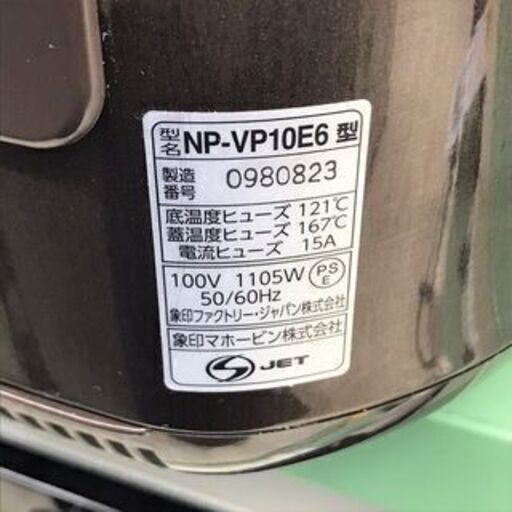 型名 NP-VP10E6 型
製造番号 0980823
底温度ヒューズ 121℃
蓋温度ヒューズ 167℃
電流ヒューズ 15A
100V 1105W PSE
50/60Hz
象印ファクトリー・ジャパン株式会社
象印マホービン株式会社
S JET